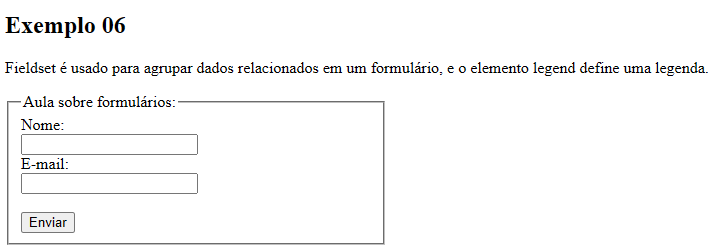 Exemplo 06
Fieldset é usado para agrupar dados relacionados em um formulário, e o elemento legend define uma legenda.
Aula sobre formulários:
Nome:
E-mail:
Enviar